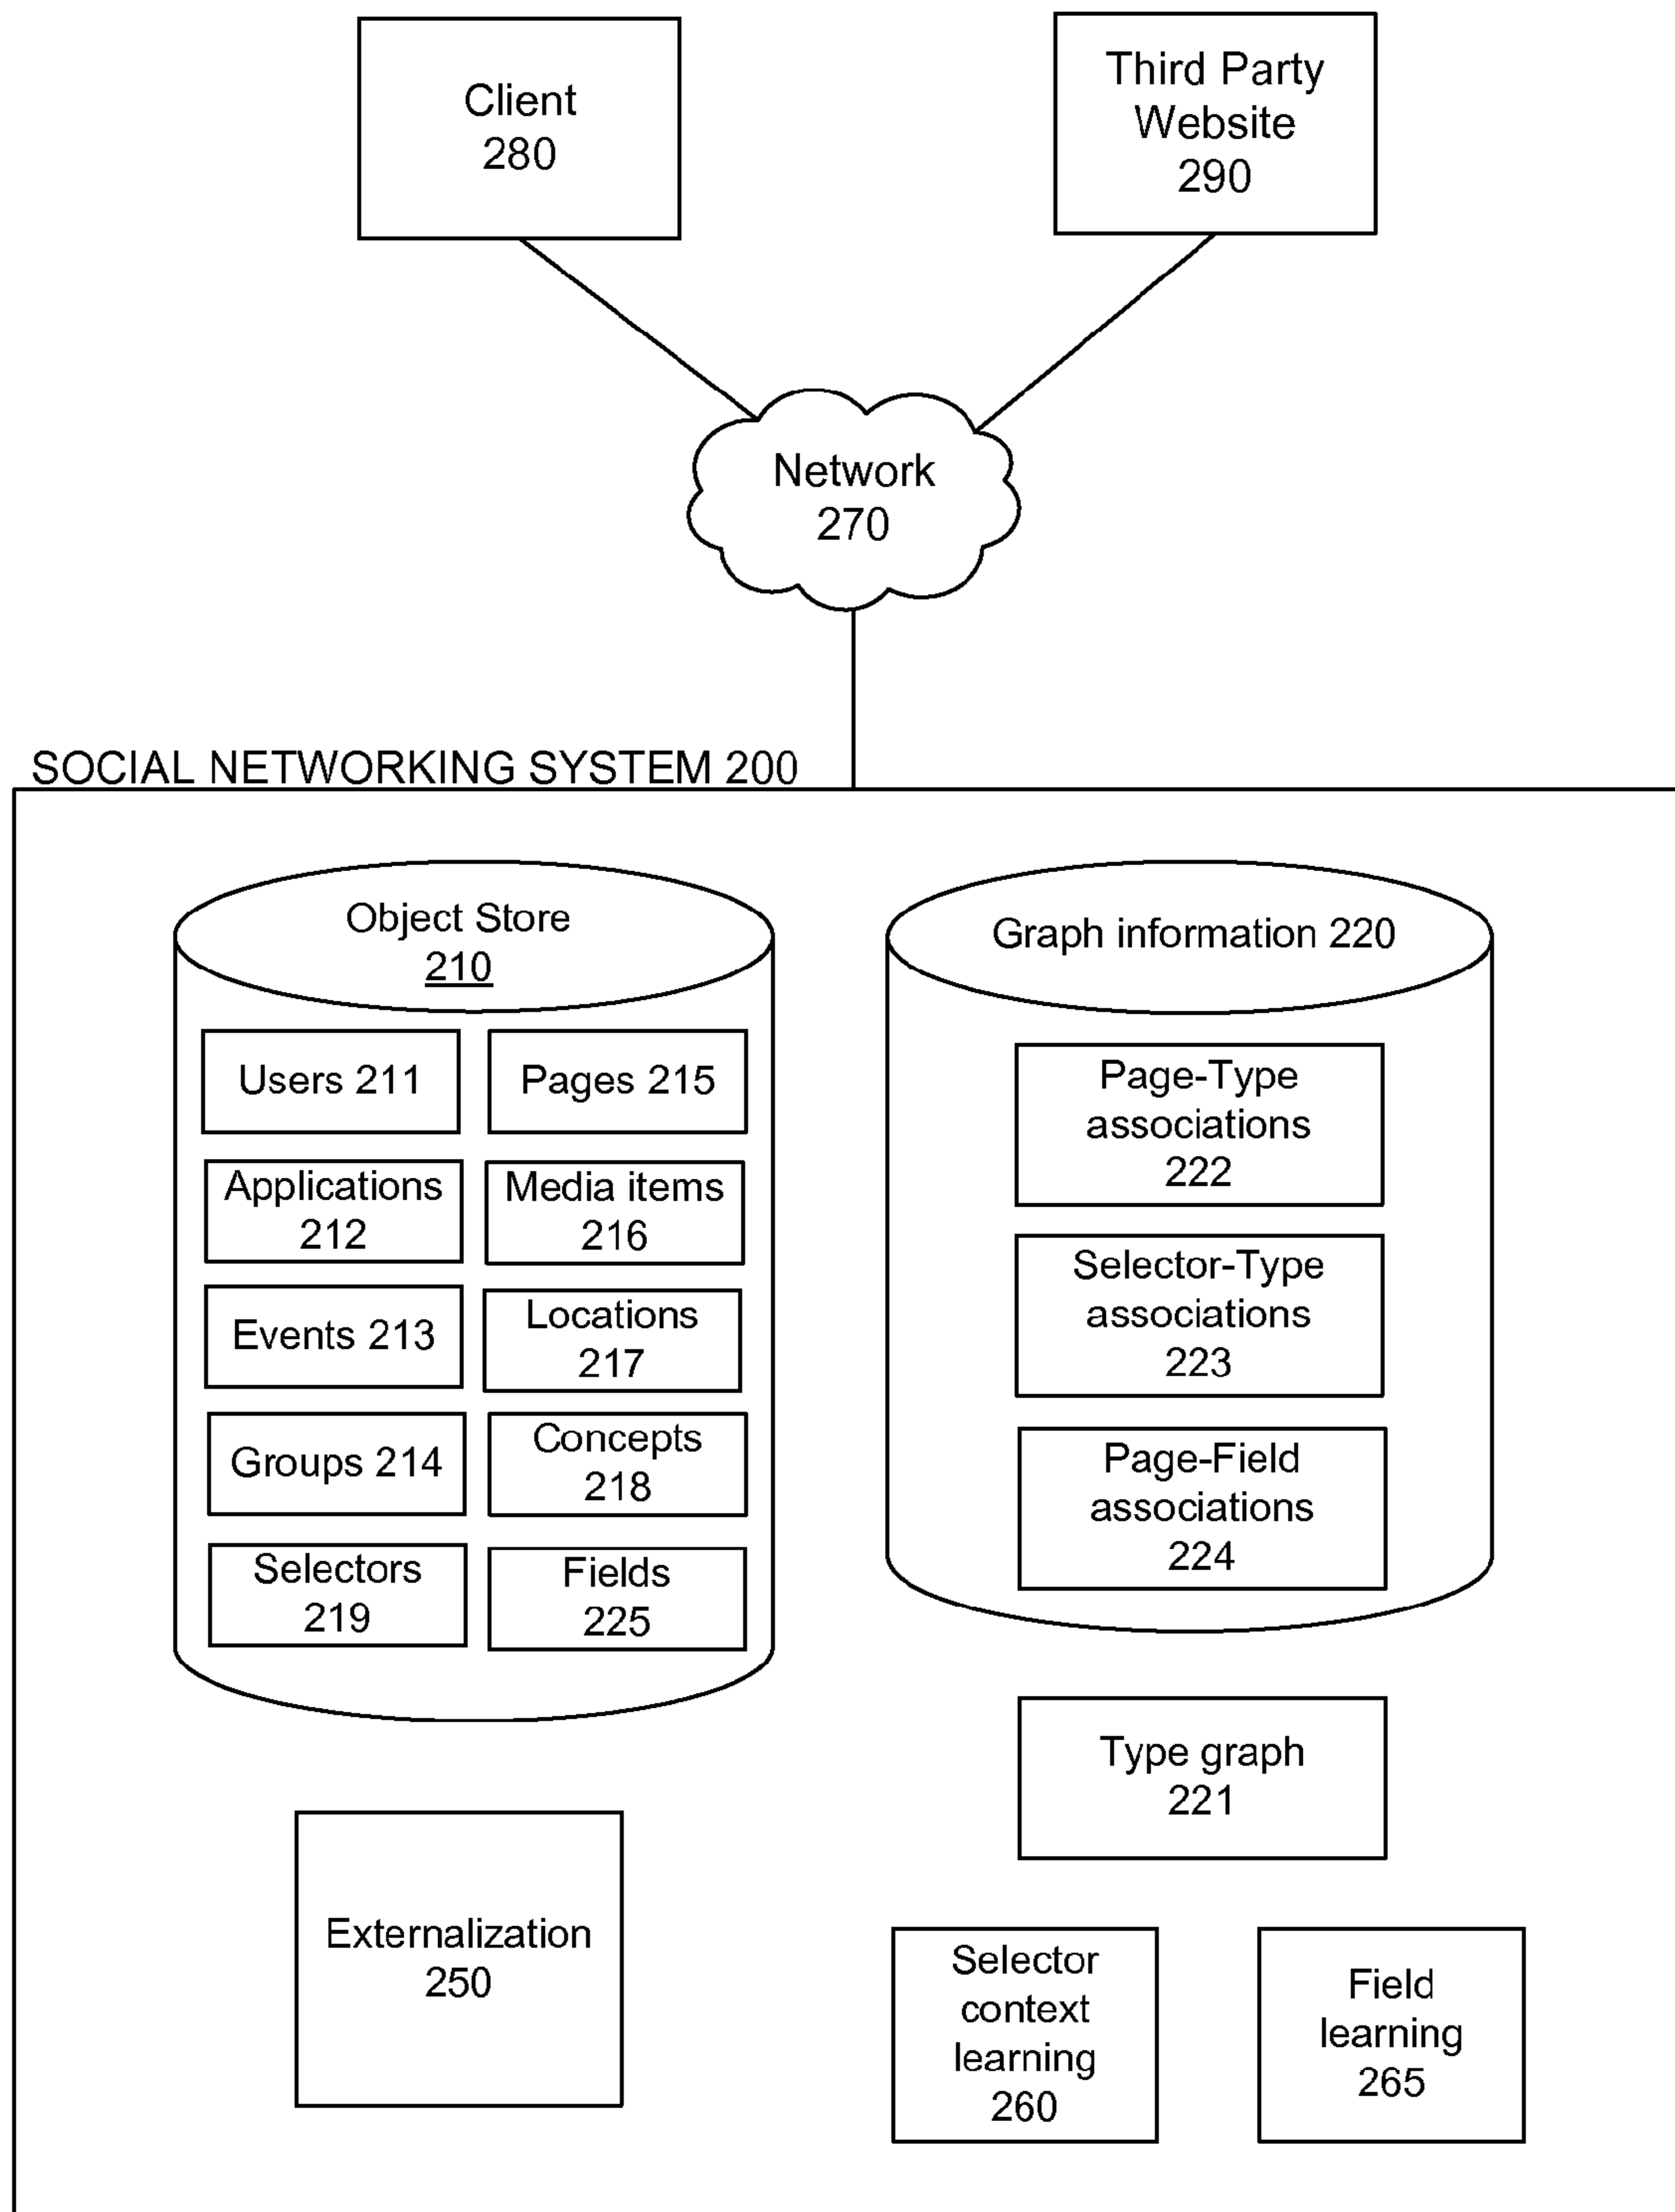 Client
280
Third Party
Website
290
Network
270
SOCIAL NETWORKING SYSTEM 200
Object Store
210
Users 211
Pages 215
Applications
212
Media items
216
Events 213
Locations
217
Groups 214
Concepts
218
Selectors
219
Fields
225
Graph information 220
Page-Type
associations
222
Selector-Type
associations
223
Page-Field
associations
224
Type graph
221
Externalization
250
Selector
context
learning
260
Field
learning
265